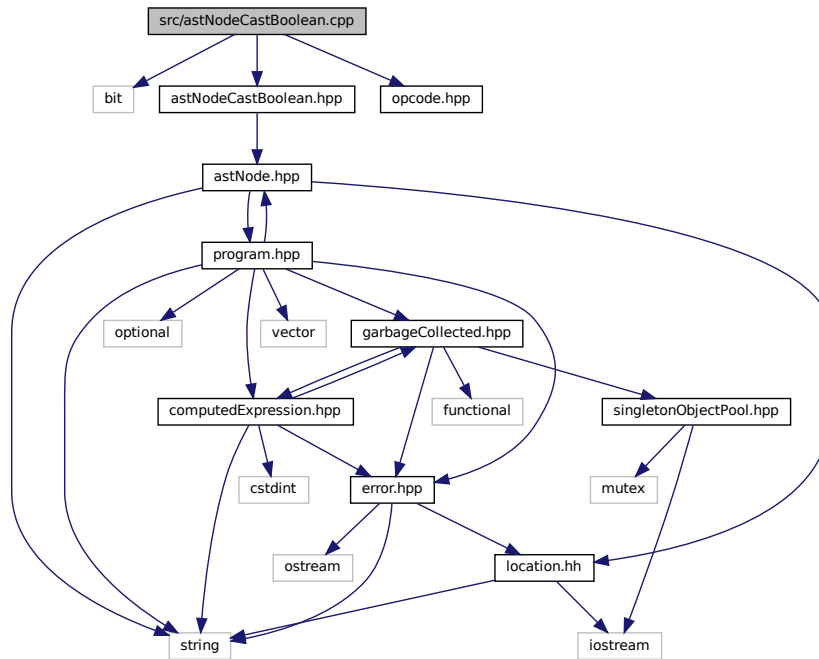 src/astNodeCastBoolean.cpp
bit
astNodeCastBoolean.hpp
opcode.hpp
astNode.hpp
program.hpp
optional
vector
garbageCollected.hpp
computedExpression.hpp
functional
singletonObjectPool.hpp
cstdint
error.hpp
mutex
ostream
location.hh
string
iostream